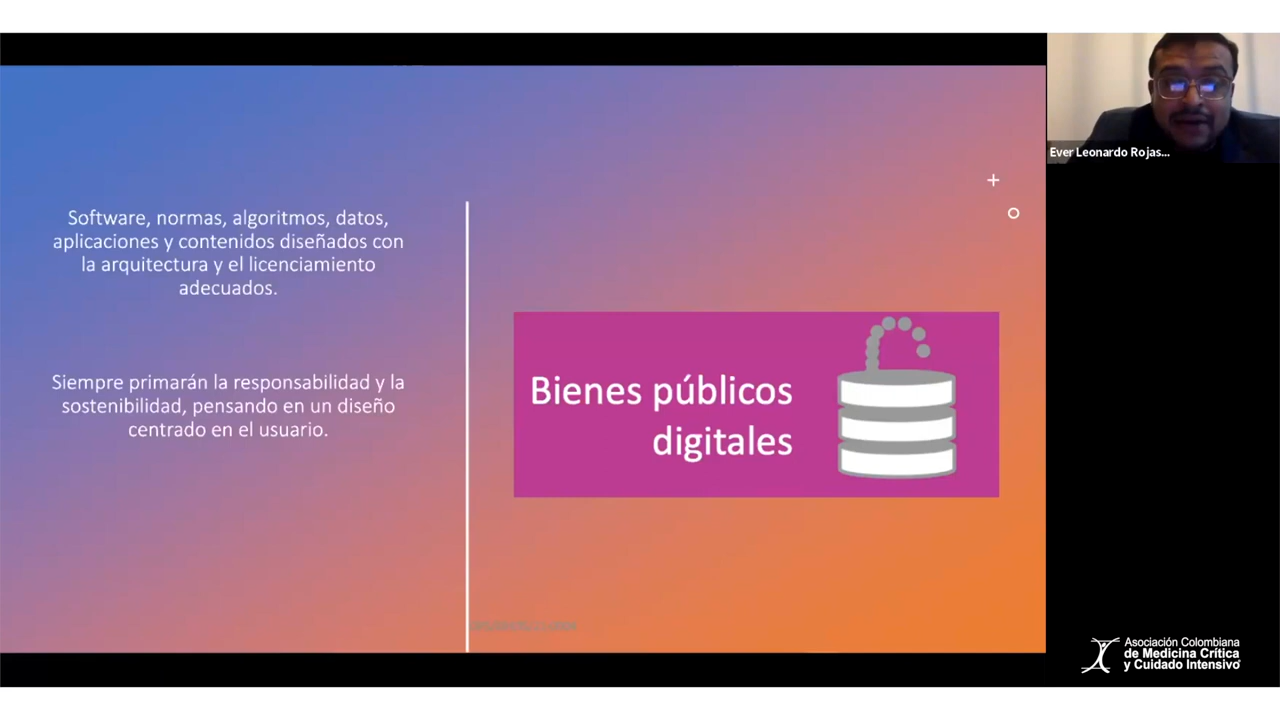 Software, normas, algoritmos, datos,
aplicaciones y contenidos diseñados con
la arquitectura y el licenciamiento
adecuados.
Siempre primarán la responsabilidad y la
sostenibilidad, pensando en un diseño
centrado en el usuario.
Bienes públicos
digitales
Ever Leonardo Rojas...
Asociación Colombiana
de Medicina Crítica
y Cuidado Intensivo